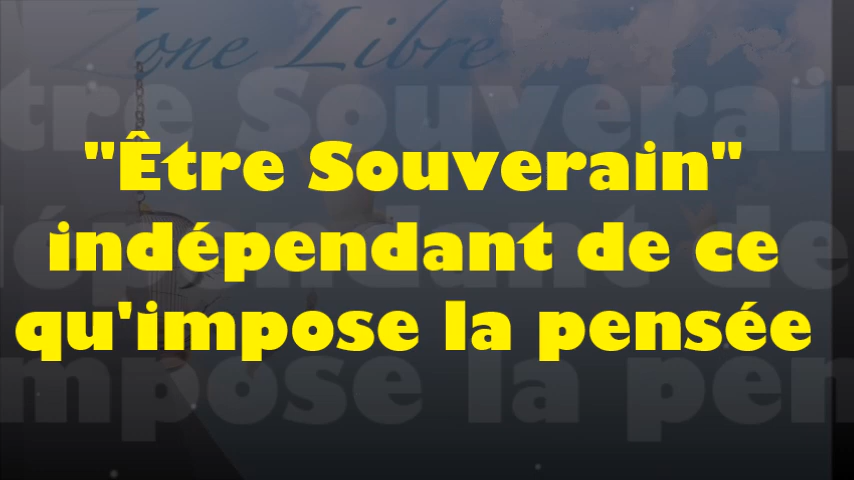 Zone Libre
"Être Souverain"
indépendant de ce
qu'impose la pensée